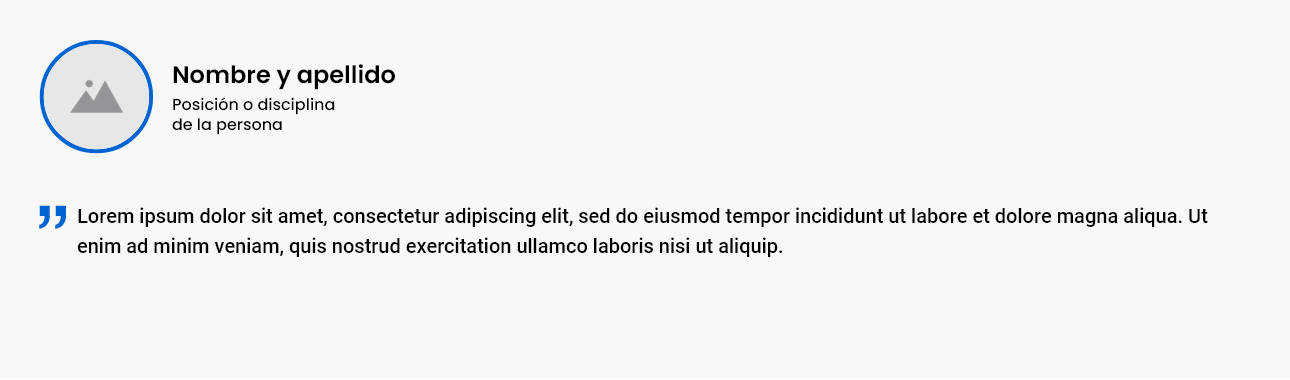 Nombre y apellido
Posición o disciplina
de la persona
” Lorem ipsum dolor sit amet, consectetur adipiscing elit, sed do eiusmod tempor incididunt ut labore et dolore magna aliqua. Ut
enim ad minim veniam, quis nostrud exercitation ullamco laboris nisi ut aliquip.